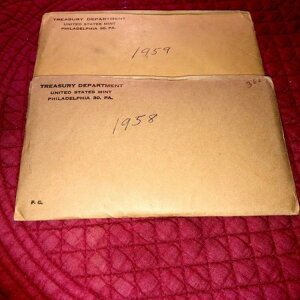 TREASURY DEPARTMENT
UNITED STATES MINT
PHILADELPHIA 30, PA.
1959
TREASURY DEPARTMENT
UNITED STATES MINT
PHILADELPHIA 30, PA.
1958
P. C.